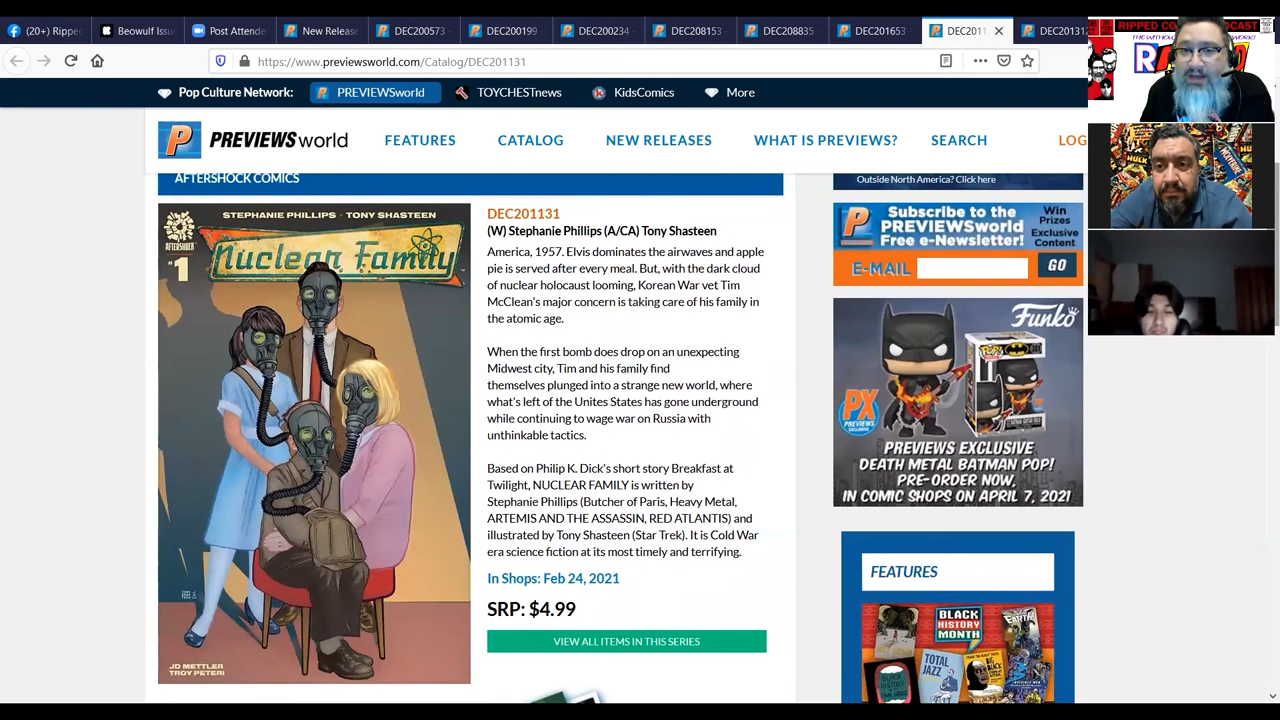 (20+) Ripped
Beowulf Issu
Post Attende
New Release
DEC200573
DEC200199
DEC200234
DEC208153
DEC208835
DEC201653
DEC2011
DEC201312
https://www.previewsworld.com/Catalog/DEC201131
Pop Culture Network:
PREVIEWSworld
TOYCHESTnews
KidsComics
More
PREVIEWSworld
FEATURES
CATALOG
NEW RELEASES
WHAT IS PREVIEWS?
SEARCH
LOG
AFTERSHOCK COMICS
STEPHANIE PHILLIPS · TONY SHASTEEN
AFTERSHOCK
#1
Nuclear Family
JD METTLER
TROY PETERI
DEC201131
(W) Stephanie Phillips (A/CA) Tony Shasteen
America, 1957. Elvis dominates the airwaves and apple
pie is served after every meal. But, with the dark cloud
of nuclear holocaust looming, Korean War vet Tim
McClean's major concern is taking care of his family in
the atomic age.
When the first bomb does drop on an unexpecting
Midwest city, Tim and his family find
themselves plunged into a strange new world, where
what's left of the Unites States has gone underground
while continuing to wage war on Russia with
unthinkable tactics.
Based on Philip K. Dick's short story Breakfast at
Twilight, NUCLEAR FAMILY is written by
Stephanie Phillips (Butcher of Paris, Heavy Metal,
ARTEMIS AND THE ASSASSIN, RED ATLANTIS) and
illustrated by Tony Shasteen (Star Trek). It is Cold War
era science fiction at its most timely and terrifying.
In Shops: Feb 24, 2021
SRP: $4.99
VIEW ALL ITEMS IN THIS SERIES
Outside North America? Click here
Subscribe to the
PREVIEWSworld
Free e-Newsletter!
Win
Prizes
Exclusive
Content
E-MAIL
GO
Funko
PX
PREVIEWS
EXCLUSIVE
PREVIEWS EXCLUSIVE
DEATH METAL BATMAN POP!
PRE-ORDER NOW,
IN COMIC SHOPS ON APRIL 7, 2021
FEATURES
BLACK
HISTORY
MONTH
TOTAL
JAZZ
HULK